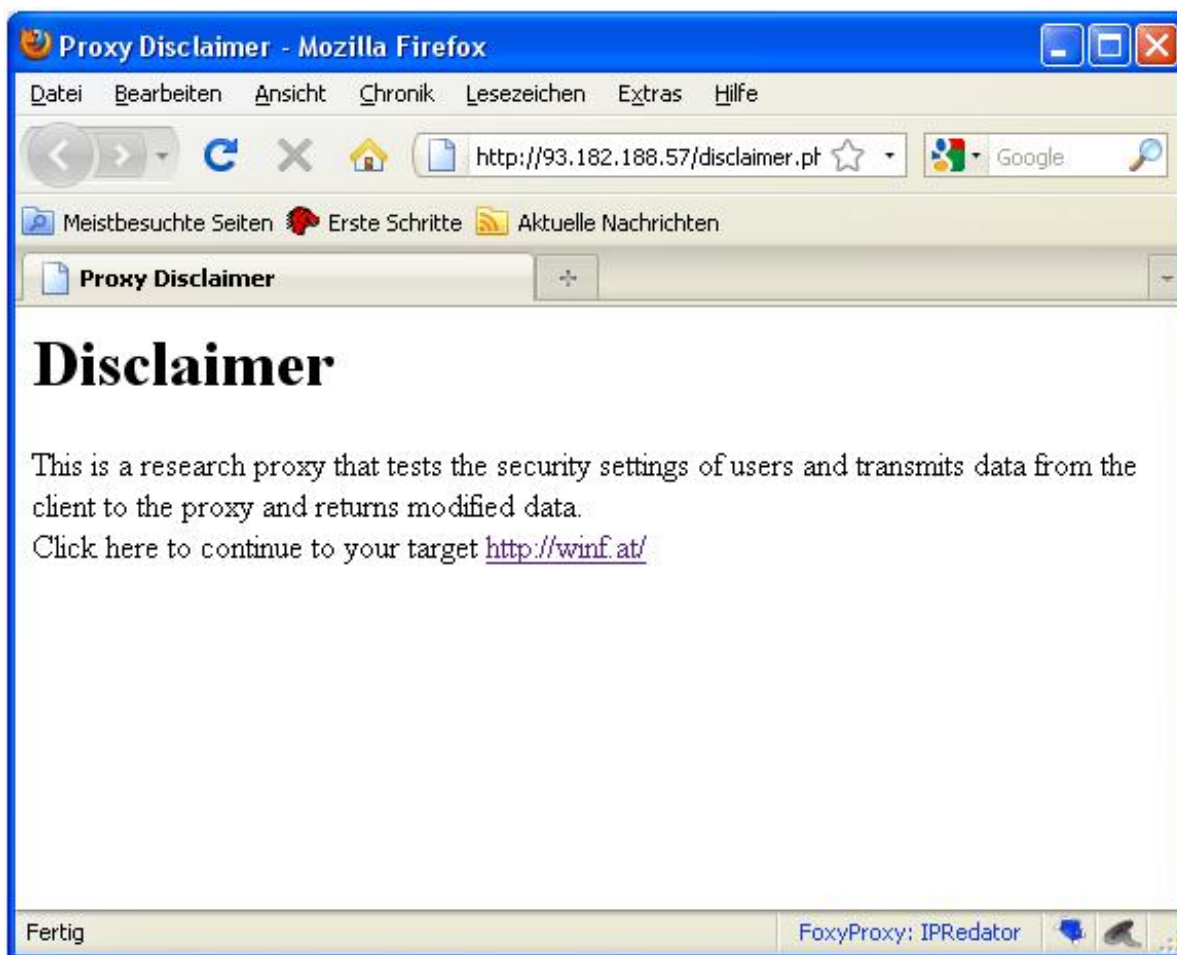 Proxy Disclaimer - Mozilla Firefox
Datei Bearbeiten Ansicht Chronik Lesezeichen Extras Hilfe
http://93.182.188.57/disclaimer.ph Google
Meistbesuchte Seiten Erste Schritte Aktuelle Nachrichten
Proxy Disclaimer
Disclaimer
This is a research proxy that tests the security settings of users and transmits data from the
client to the proxy and returns modified data.
Click here to continue to your target http://winf.at/
Fertig FoxyProxy: IPRedator